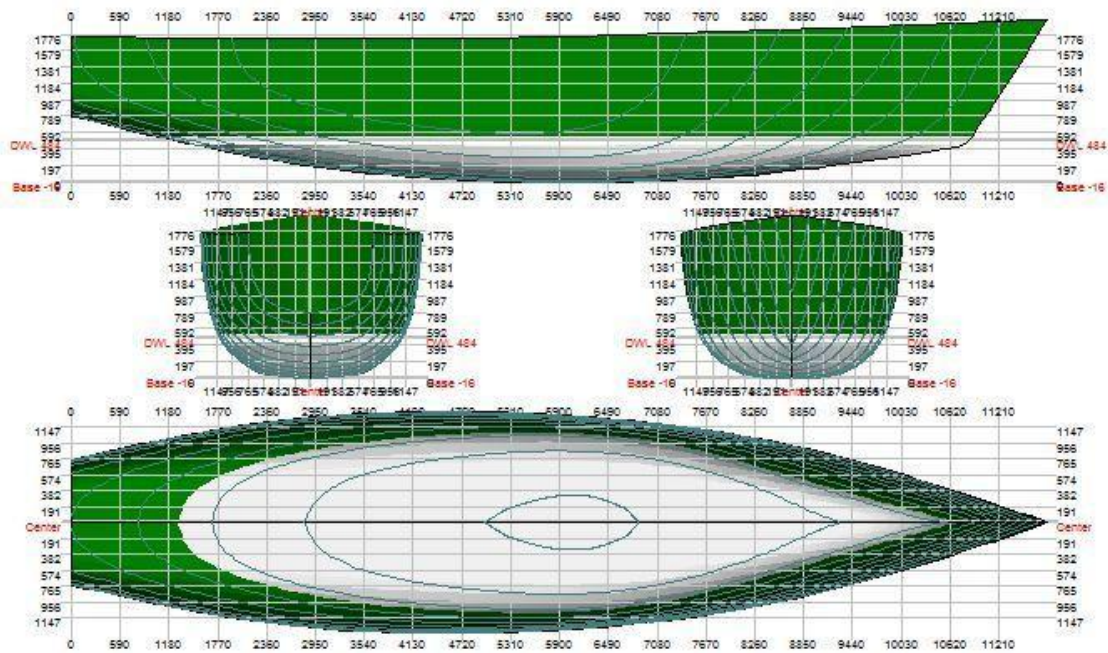 0 590 1180 1770 2360 2950 3540 4130 4720 5310 5900 6490 7080 7670 8260 8850 9440 10030 10620 11210
1776 1776
1579 1579
1381 1381
1184 1184
987 987
789 789
592 592
DWL 484 DWL 484
395 395
197 197
Base -16 Base -16
0 590 1180 1770 2360 2950 3540 4130 4720 5310 5900 6490 7080 7670 8260 8850 9440 10030 10620 11210
1776 1776 1776 1776
1579 1579 1579 1579
1381 1381 1381 1381
1184 1184 1184 1184
987 987 987 987
789 789 789 789
592 592 592 592
DWL 484 DWL 484 DWL 484 DWL 484
395 395 395 395
197 197 197 197
Base -16 Base -16 Base -16 Base -16
Center Center
0 590 1180 1770 2360 2950 3540 4130 4720 5310 5900 6490 7080 7670 8260 8850 9440 10030 10620 11210
1147 1147
956 956
765 765
574 574
382 382
191 191
Center Center
191 191
382 382
574 574
765 765
956 956
1147 1147
0 590 1180 1770 2360 2950 3540 4130 4720 5310 5900 6490 7080 7670 8260 8850 9440 10030 10620 11210